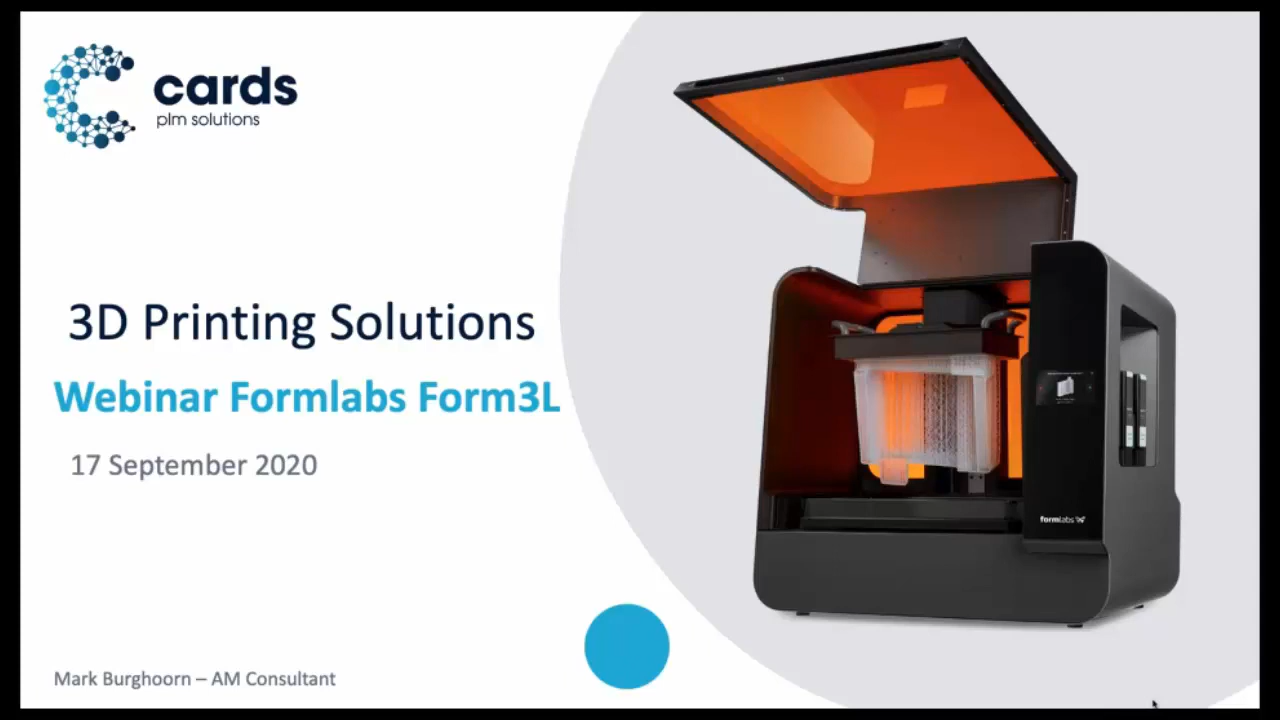 cards
plm solutions
3D Printing Solutions
Webinar Formlabs Form3L
17 September 2020
formlabs
Mark Burghoorn – AM Consultant